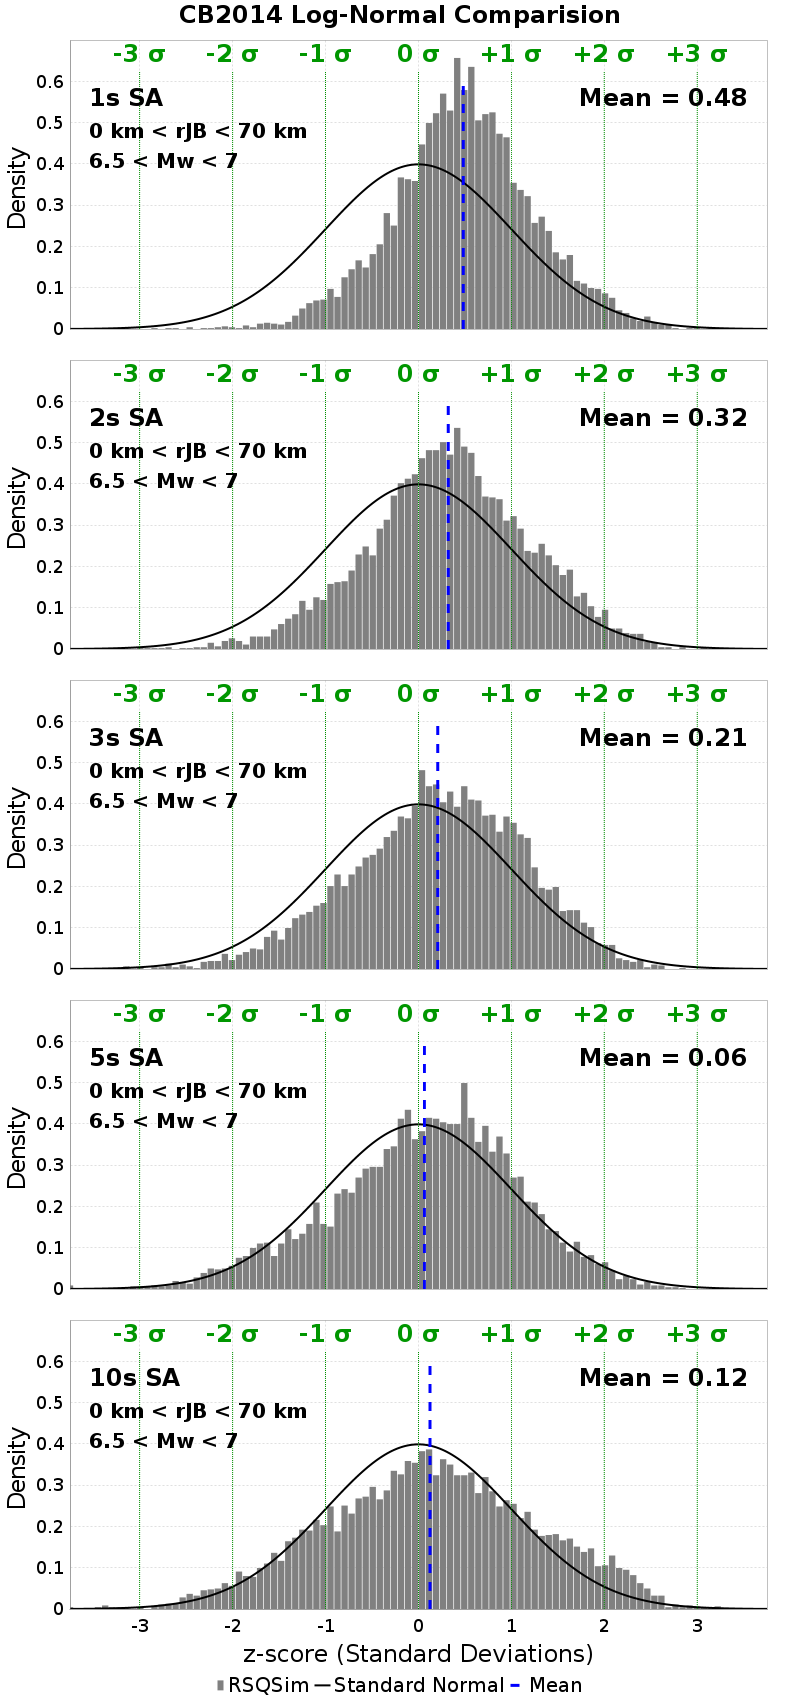 CB2014 Log-Normal Comparision
-3 σ -2 σ -1 σ 0 σ +1 σ +2 σ +3 σ
1s SA Mean = 0.48
0 km < rJB < 70 km
6.5 < Mw < 7
Density
0.6
0.5
0.4
0.3
0.2
0.1
0
-3 σ -2 σ -1 σ 0 σ +1 σ +2 σ +3 σ
2s SA Mean = 0.32
0 km < rJB < 70 km
6.5 < Mw < 7
Density
0.6
0.5
0.4
0.3
0.2
0.1
0
-3 σ -2 σ -1 σ 0 σ +1 σ +2 σ +3 σ
3s SA Mean = 0.21
0 km < rJB < 70 km
6.5 < Mw < 7
Density
0.6
0.5
0.4
0.3
0.2
0.1
0
-3 σ -2 σ -1 σ 0 σ +1 σ +2 σ +3 σ
5s SA Mean = 0.06
0 km < rJB < 70 km
6.5 < Mw < 7
Density
0.6
0.5
0.4
0.3
0.2
0.1
0
-3 σ -2 σ -1 σ 0 σ +1 σ +2 σ +3 σ
10s SA Mean = 0.12
0 km < rJB < 70 km
6.5 < Mw < 7
Density
0.6
0.5
0.4
0.3
0.2
0.1
0
-3 -2 -1 0 1 2 3
z-score (Standard Deviations)
RSQSim Standard Normal Mean